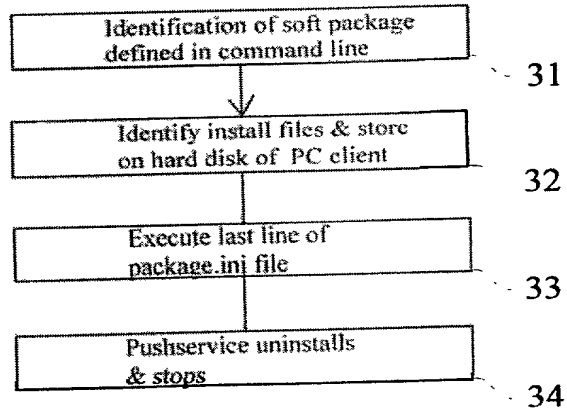 Identification of soft package
defined in command line
31
Identify install files & store
on hard disk of PC client
32
Execute last line of
package.ini file
33
Pushservice uninstalls
& stops
34